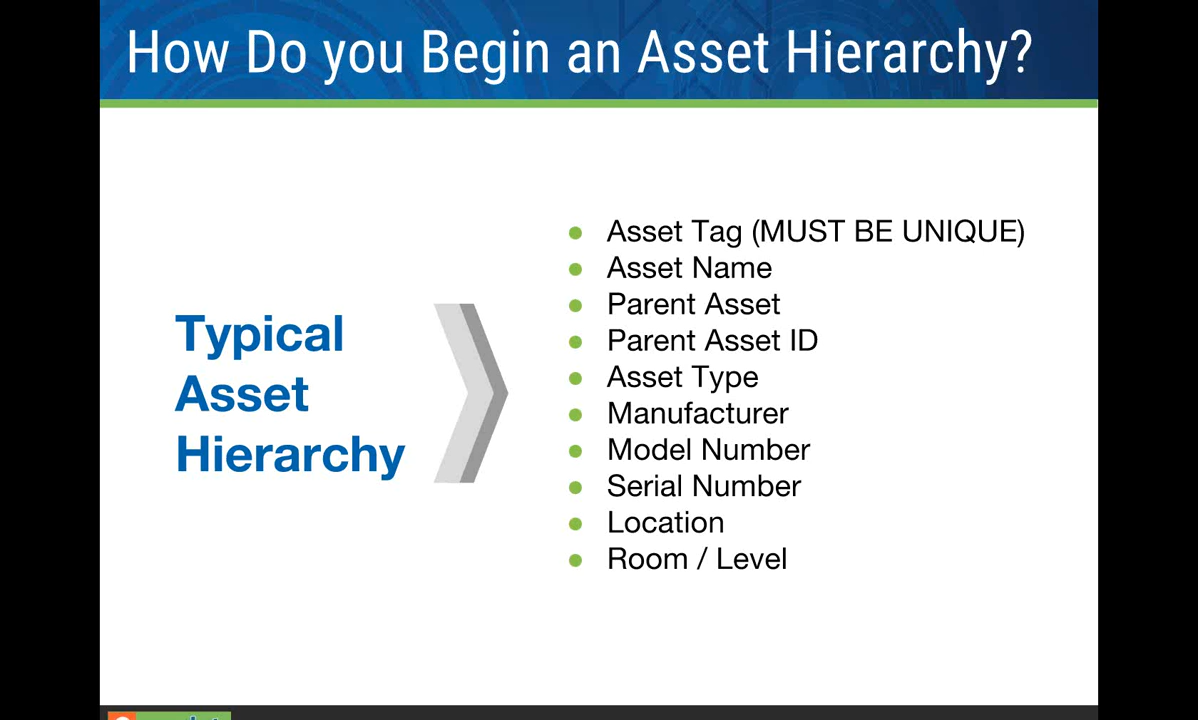 How Do you Begin an Asset Hierarchy?
Typical
Asset
Hierarchy
Asset Tag (MUST BE UNIQUE)
Asset Name
Parent Asset
Parent Asset ID
Asset Type
Manufacturer
Model Number
Serial Number
Location
Room / Level